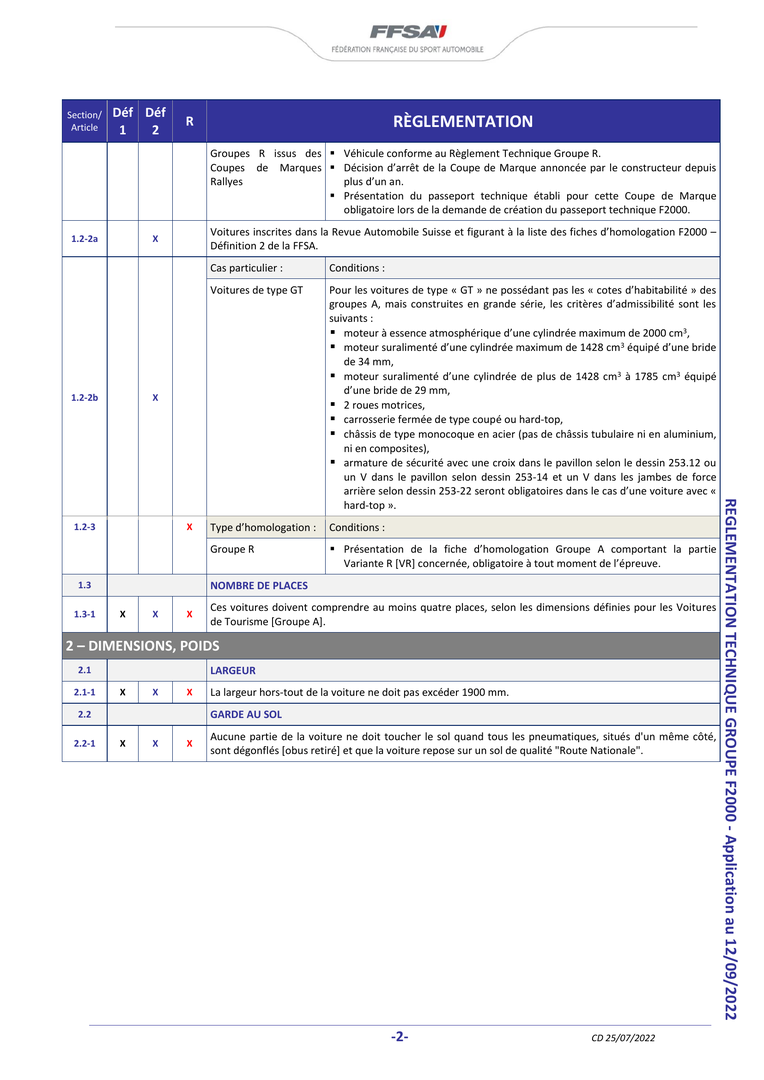 FFSA
FÉDÉRATION FRANÇAISE DU SPORT AUTOMOBILE
Section/ Article
Déf 1
Déf 2
R
RÈGLEMENTATION
Groupes R issus des
Coupes de Marques
Rallyes
▪ Véhicule conforme au Règlement Technique Groupe R.
▪ Décision d’arrêt de la Coupe de Marque annoncée par le constructeur depuis
plus d’un an.
▪ Présentation du passeport technique établi pour cette Coupe de Marque
obligatoire lors de la demande de création du passeport technique F2000.
1.2-2a
X
Voitures inscrites dans la Revue Automobile Suisse et figurant à la liste des fiches d’homologation F2000 –
Définition 2 de la FFSA.
1.2-2b
X
Cas particulier :
Conditions :
Voitures de type GT
Pour les voitures de type « GT » ne possédant pas les « cotes d’habitabilité » des
groupes A, mais construites en grande série, les critères d’admissibilité sont les
suivants :
▪ moteur à essence atmosphérique d’une cylindrée maximum de 2000 cm³,
▪ moteur suralimenté d’une cylindrée maximum de 1428 cm³ équipé d’une bride
de 34 mm,
▪ moteur suralimenté d’une cylindrée de plus de 1428 cm³ à 1785 cm³ équipé
d’une bride de 29 mm,
▪ 2 roues motrices,
▪ carrosserie fermée de type coupé ou hard-top,
▪ châssis de type monocoque en acier (pas de châssis tubulaire ni en aluminium,
ni en composites),
▪ armature de sécurité avec une croix dans le pavillon selon le dessin 253.12 ou
un V dans le pavillon selon dessin 253-14 et un V dans les jambes de force
arrière selon dessin 253-22 seront obligatoires dans le cas d’une voiture avec «
hard-top ».
1.2-3
X
Type d’homologation :
Conditions :
Groupe R
▪ Présentation de la fiche d’homologation Groupe A comportant la partie
Variante R [VR] concernée, obligatoire à tout moment de l’épreuve.
1.3
NOMBRE DE PLACES
1.3-1
X X X
Ces voitures doivent comprendre au moins quatre places, selon les dimensions définies pour les Voitures
de Tourisme [Groupe A].
2 – DIMENSIONS, POIDS
2.1
LARGEUR
2.1-1
X X X
La largeur hors-tout de la voiture ne doit pas excéder 1900 mm.
2.2
GARDE AU SOL
2.2-1
X X X
Aucune partie de la voiture ne doit toucher le sol quand tous les pneumatiques, situés d'un même côté,
sont dégonflés [obus retiré] et que la voiture repose sur un sol de qualité "Route Nationale".
REGLEMENTATION TECHNIQUE GROUPE F2000 - Application au 12/09/2022
-2-
CD 25/07/2022